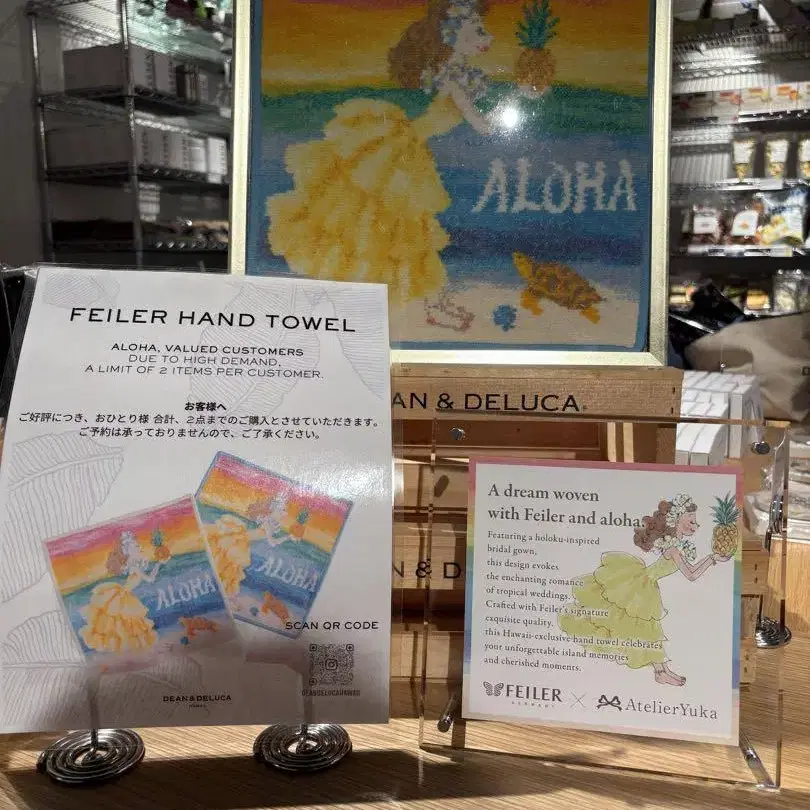 ALOHA
FEILER HAND TOWEL
ALOHA, VALUED CUSTOMERS
DUE TO HIGH DEMAND,
A LIMIT OF 2 ITEMS PER CUSTOMER.
お客様へ
ご好評につき、おひとり様 合計、2点までのご購入とさせていただきます。
ご予約は承っておりませんので、ご了承ください。
ALOHA
ALOHA
SCAN QR CODE
DEANDELUCAHAWAII
DEAN & DELUCA
AN & DELUCA
AN & D
A dream woven
with Feiler and aloha.
Featuring a holoku-inspired
bridal gown,
this design evokes
the enchanting romance
of tropical weddings.
Crafted with Feiler's signature
exquisite quality,
this Hawaii-exclusive hand towel celebrates
your unforgettable island memories
and cherished moments.
FEILER
GERMANY
×
AtelierYuka